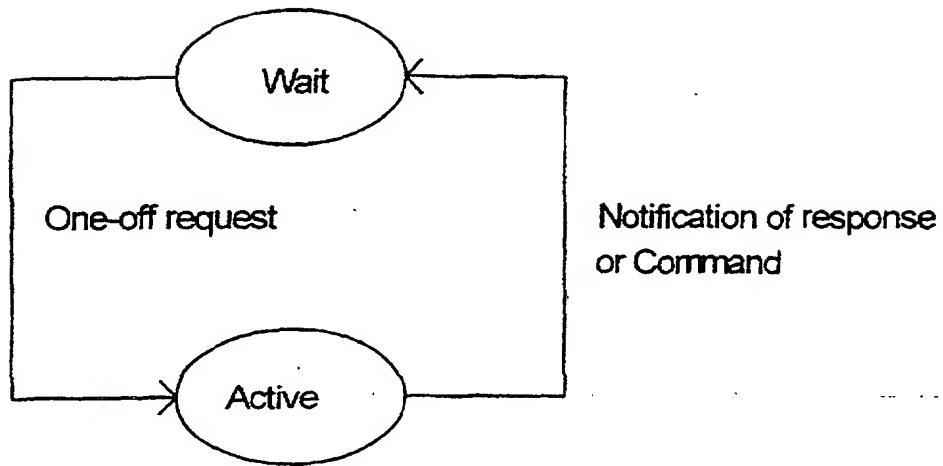 Wait
One-off request
Notification of response
or Command
Active